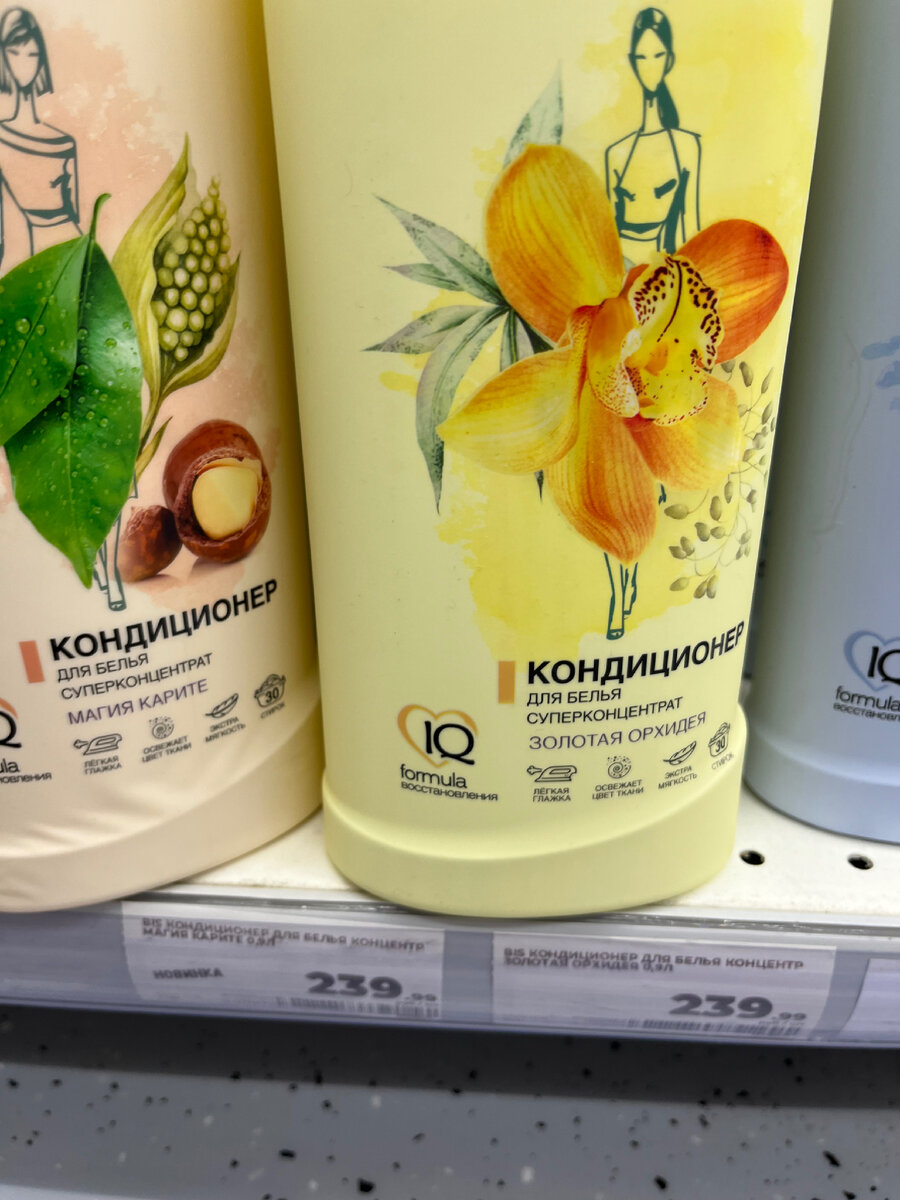 КОНДИЦИОНЕР
ДЛЯ БЕЛЬЯ
СУПЕРКОНЦЕНТРАТ
МАГИЯ КАРИТЕ
IQ
ula
новления
ЛЁГКАЯ
ГЛАЖКА
ОСВЕЖАЕТ
ЦВЕТ ТКАНИ
ЭКСТРА
МЯГКОСТЬ
30
СТИРОК
КОНДИЦИОНЕР
ДЛЯ БЕЛЬЯ
СУПЕРКОНЦЕНТРАТ
ЗОЛОТАЯ ОРХИДЕЯ
IQ
formula
восстановления
ЛЁГКАЯ
ГЛАЖКА
ОСВЕЖАЕТ
ЦВЕТ ТКАНИ
ЭКСТРА
МЯГКОСТЬ
30
СТИРОК
IQ
formula
восстановл
BIS КОНДИЦИОНЕР ДЛЯ БЕЛЬЯ КОНЦЕНТР
МАГИЯ КАРИТЕ 0,9Л
НОВИНКА
239.99
BIS КОНДИЦИОНЕР ДЛЯ БЕЛЬЯ КОНЦЕНТР
ЗОЛОТАЯ ОРХИДЕЯ 0,9Л
239.99